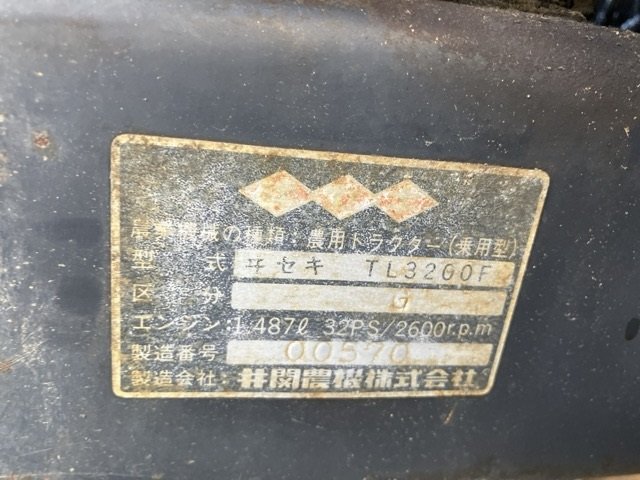 農業機械の種類:農用トラクター(乗用型)
型式 ヰセキ TL3200F
区分
エンジン:1.487ℓ 32PS/2600r.p.m
製造番号 00570
製造会社:井関農機株式会社